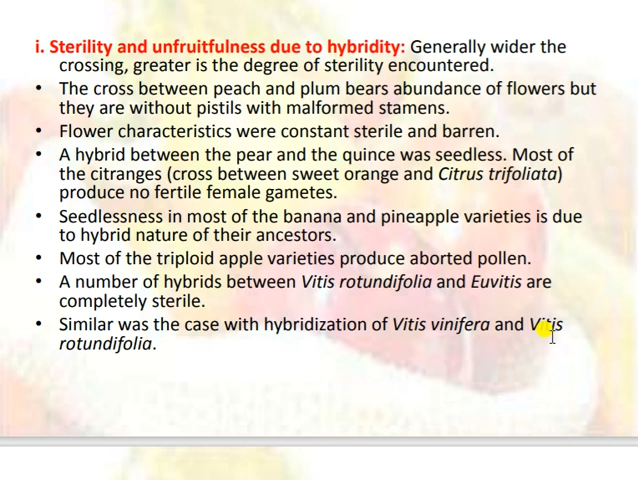 i. Sterility and unfruitfulness due to hybridity: Generally wider the
crossing, greater is the degree of sterility encountered.
• The cross between peach and plum bears abundance of flowers but
they are without pistils with malformed stamens.
• Flower characteristics were constant sterile and barren.
• A hybrid between the pear and the quince was seedless. Most of
the citranges (cross between sweet orange and Citrus trifoliata)
produce no fertile female gametes.
• Seedlessness in most of the banana and pineapple varieties is due
to hybrid nature of their ancestors.
• Most of the triploid apple varieties produce aborted pollen.
• A number of hybrids between Vitis rotundifolia and Euvitis are
completely sterile.
• Similar was the case with hybridization of Vitis vinifera and Vitis
rotundifolia.